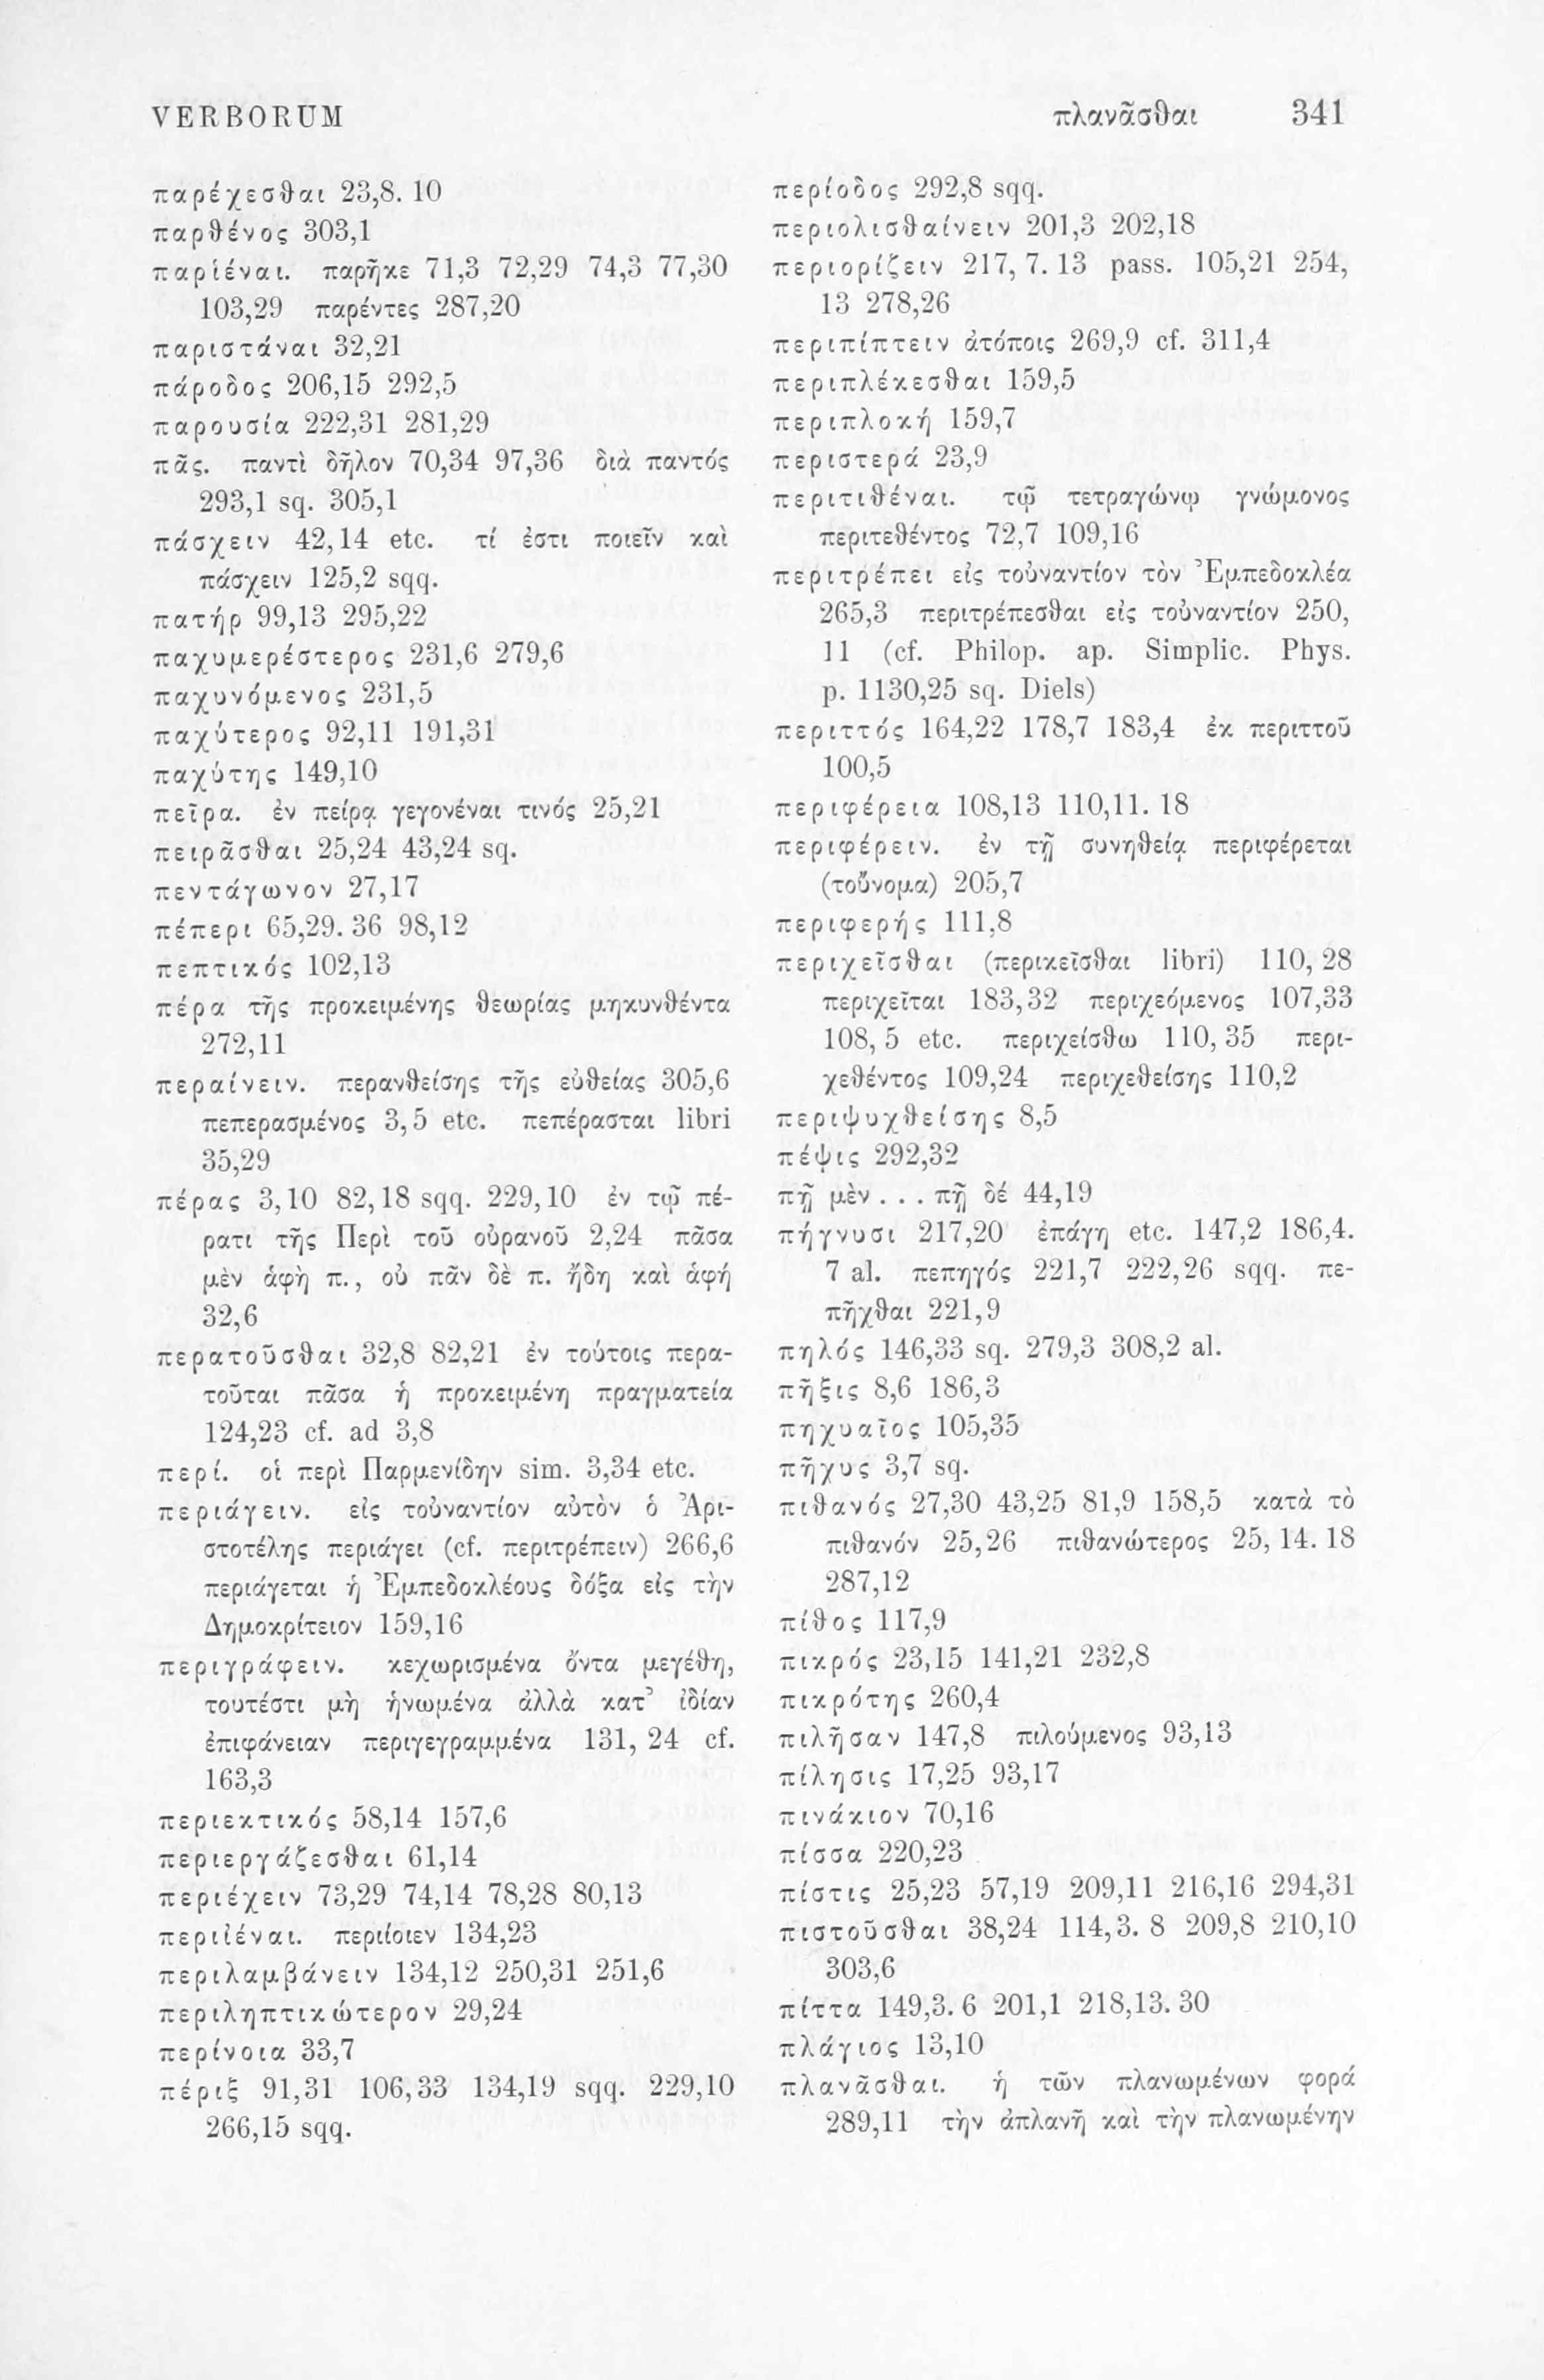 VERBORUM πλανᾶσθαι 341
παρέχεσθαι 23,8. 10
παρθένος 303,1
παριέναι. παρῆκε 71,3 72,29 74,3 77,30
103,29 παρέντες 287,20
παριστάναι 32,21
πάροδος 206,15 292,5
παρουσία 222,31 281,29
πᾶς. παντὶ δῆλον 70,34 97,36 διὰ παντός
293,1 sq. 305,1
πάσχειν 42,14 etc. τί ἐστι ποιεῖν καὶ
πάσχειν 125,2 sqq.
πατήρ 99,13 295,22
παχυμερέστερος 231,6 279,6
παχυνόμενος 231,5
παχύτερος 92,11 191,31
παχύτης 149,10
πεῖρα. ἐν πείρᾳ γεγονέναι τινός 25,21
πειρᾶσθαι 25,24 43,24 sq.
πεντάγωνον 27,17
πέπερι 65,29. 36 98,12
πεπτικός 102,13
πέρα τῆς προκειμένης θεωρίας μηκυνθέντα
272,11
περαίνειν. περανθείσης τῆς εὐθείας 305,6
πεπερασμένος 3,5 etc. πεπέρασται libri
35,29
πέρας 3,10 82,18 sqq. 229,10 ἐν τῷ πέ-
ρατι τῆς Περὶ τοῦ οὐρανοῦ 2,24 πᾶσα
μὲν ἁφὴ π., οὐ πᾶν δὲ π. ἤδη καὶ ἁφή
32,6
περατοῦσθαι 32,8 82,21 ἐν τούτοις περα-
τοῦται πᾶσα ἡ προκειμένη πραγματεία
124,23 cf. ad 3,8
περί. οἱ περὶ Παρμενίδην sim. 3,34 etc.
περιάγειν. εἰς τοὐναντίον αὐτὸν ὁ Ἀρι-
στοτέλης περιάγει (cf. περιτρέπειν) 266,6
περιάγεται ἡ Ἐμπεδοκλέους δόξα εἰς τὴν
Δημοκρίτειον 159,16
περιγράφειν. κεχωρισμένα ὄντα μεγέθη,
τουτέστι μὴ ἡνωμένα ἀλλὰ κατ’ ἰδίαν
ἐπιφάνειαν περιγεγραμμένα 131, 24 cf.
163,3
περιεκτικός 58,14 157,6
περιεργάζεσθαι 61,14
περιέχειν 73,29 74,14 78,28 80,13
περιιέναι. περιίοιεν 134,23
περιλαμβάνειν 134,12 250,31 251,6
περιληπτικώτερον 29,24
περίνοια 33,7
πέριξ 91,31 106,33 134,19 sqq. 229,10
266,15 sqq.
περίοδος 292,8 sqq.
περιολισθαίνειν 201,3 202,18
περιορίζειν 217, 7. 13 pass. 105,21 254,
13 278,26
περιπίπτειν ἀτόποις 269,9 cf. 311,4
περιπλέκεσθαι 159,5
περιπλοκή 159,7
περιστερά 23,9
περιτιθέναι. τῷ τετραγώνῳ γνώμονος
περιτεθέντος 72,7 109,16
περιτρέπει εἰς τοὐναντίον τὸν Ἐμπεδοκλέα
265,3 περιτρέπεσθαι εἰς τοὐναντίον 250,
11 (cf. Philop. ap. Simplic. Phys.
p. 1130,25 sq. Diels)
περιττός 164,22 178,7 183,4 ἐκ περιττοῦ
100,5
περιφέρεια 108,13 110,11. 18
περιφέρειν. ἐν τῇ συνηθείᾳ περιφέρεται
(τοὔνομα) 205,7
περιφερής 111,8
περιχεῖσθαι (περικεῖσθαι libri) 110, 28
περιχεῖται 183,32 περιχεόμενος 107,33
108, 5 etc. περιχείσθω 110, 35 περι-
χεθέντος 109,24 περιχεθείσης 110,2
περιψυχθείσης 8,5
πέψις 292,32
πῇ μὲν . . . πῇ δέ 44,19
πήγνυσι 217,20 ἐπάγη etc. 147,2 186,4.
7 al. πεπηγός 221,7 222,26 sqq. πε-
πῆχθαι 221,9
πηλός 146,33 sq. 279,3 308,2 al.
πῆξις 8,6 186,3
πηχυαῖος 105,35
πῆχυς 3,7 sq.
πιθανός 27,30 43,25 81,9 158,5 κατὰ τὸ
πιθανόν 25,26 πιθανώτερος 25, 14. 18
287,12
πίθος 117,9
πικρός 23,15 141,21 232,8
πικρότης 260,4
πιλῆσαν 147,8 πιλούμενος 93,13
πίλησις 17,25 93,17
πινάκιον 70,16
πίσσα 220,23
πίστις 25,23 57,19 209,11 216,16 294,31
πιστοῦσθαι 38,24 114,3. 8 209,8 210,10
303,6
πίττα 149,3. 6 201,1 218,13. 30
πλάγιος 13,10
πλανᾶσθαι. ἡ τῶν πλανωμένων φορά
289,11 τὴν ἀπλανῆ καὶ τὴν πλανωμένην